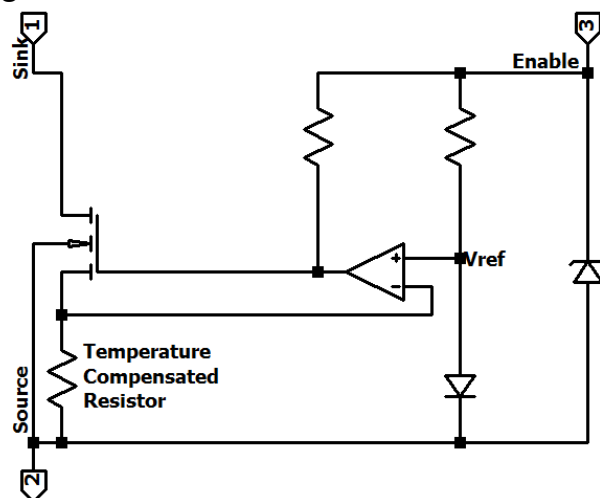 1
3
Sink
Enable
+
Vref
−
Temperature
Compensated
Resistor
Source
2